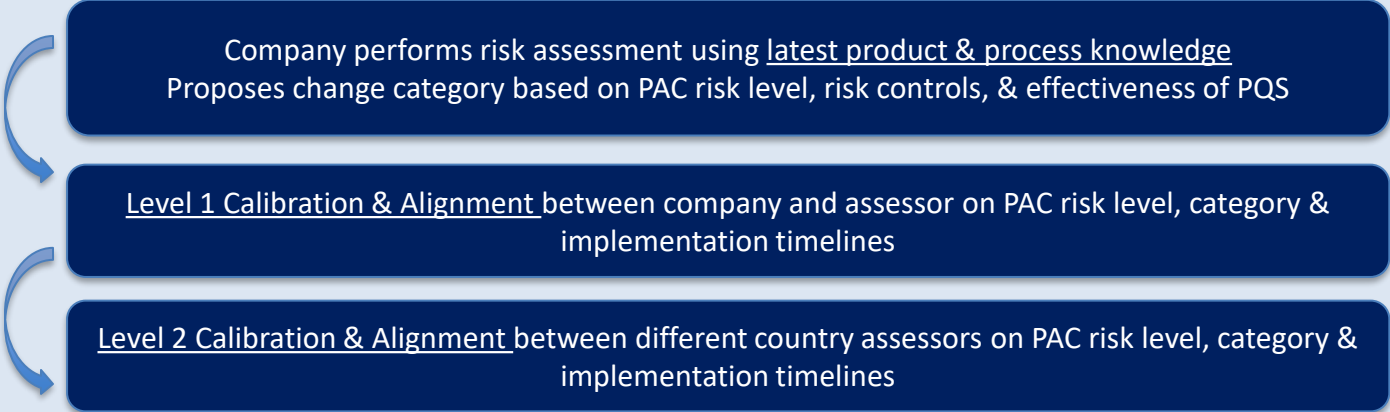 Company performs risk assessment using latest product & process knowledge
Proposes change category based on PAC risk level, risk controls, & effectiveness of PQS
Level 1 Calibration & Alignment between company and assessor on PAC risk level, category &
implementation timelines
Level 2 Calibration & Alignment between different country assessors on PAC risk level, category &
implementation timelines